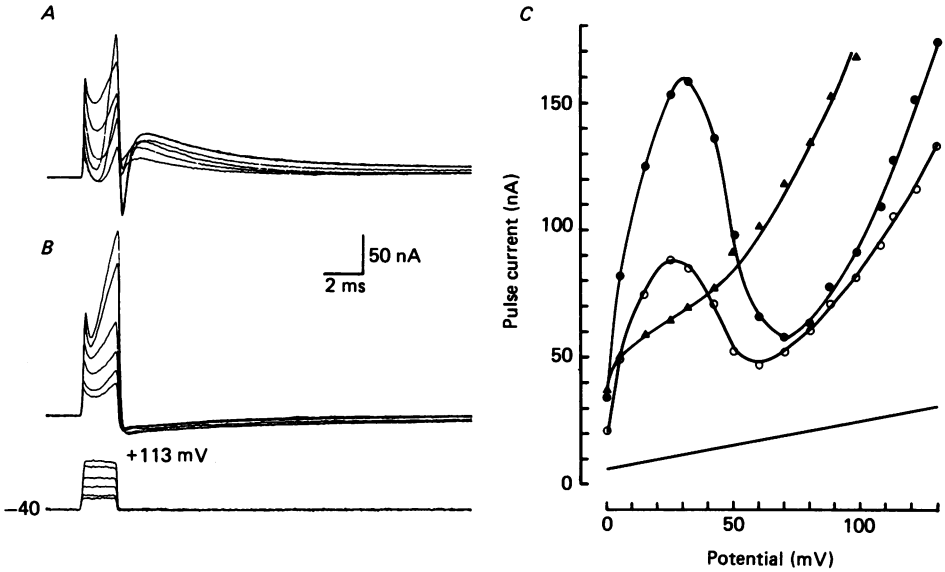 A
B
50 nA
2 ms
+113 mV
−40
C
Pulse current (nA)
150
100
50
0
0
50
100
Potential (mV)